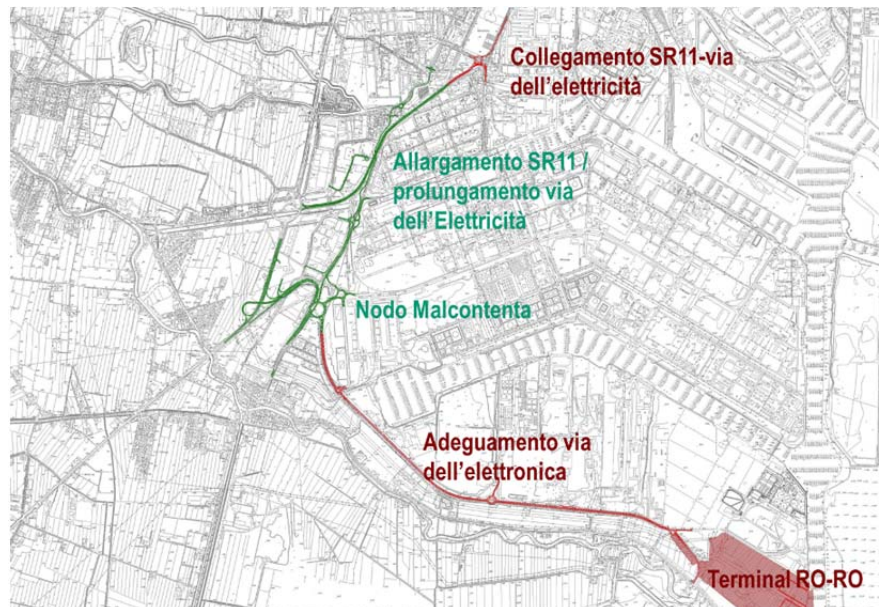 Collegamento SR11-via
dell'elettricità
Allargamento SR11 /
prolungamento via
dell'Elettricità
Nodo Malcontenta
Adeguamento via
dell'elettronica
Terminal RO-RO